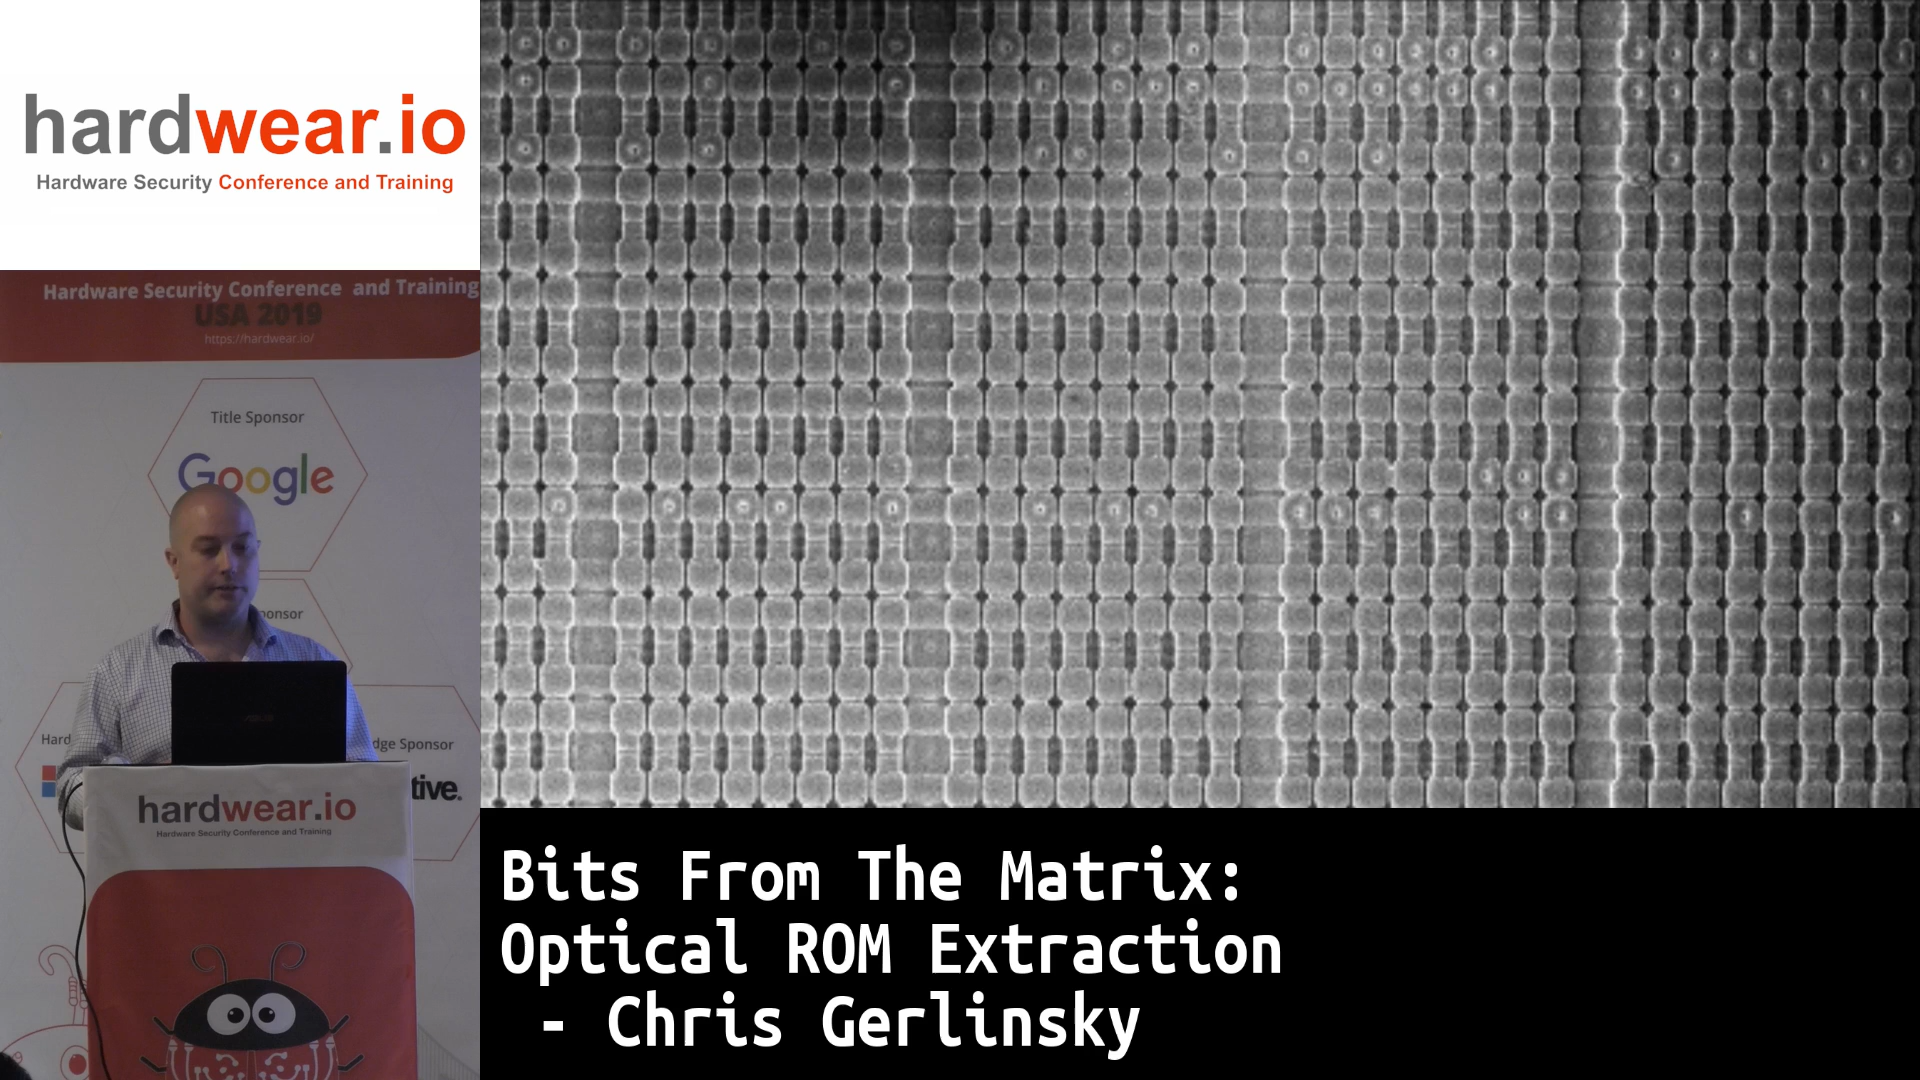 hardwear.io
Hardware Security Conference and Training
Hardware Security Conference and Training
USA 2019
https://hardwear.io/
Title Sponsor
Google
Hard
dge Sponsor
tive.
hardwear.io
Hardware Security Conference and Training
Bits From The Matrix:
Optical ROM Extraction
- Chris Gerlinsky